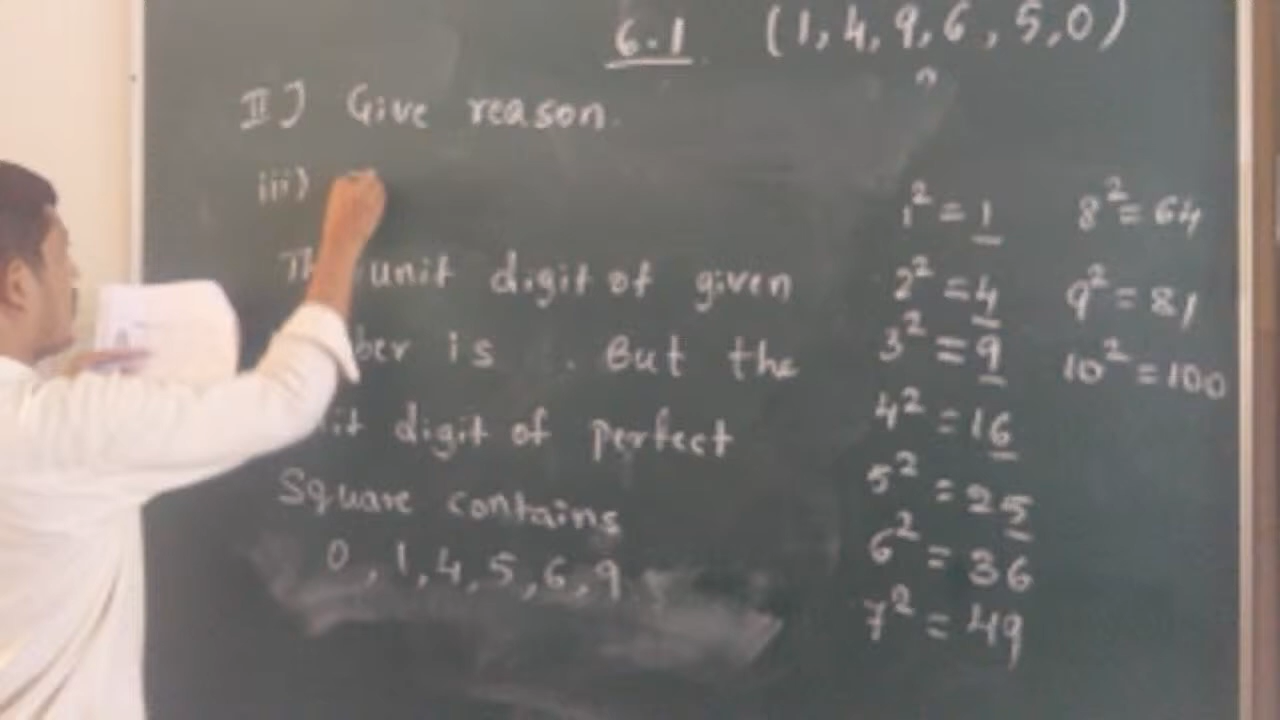 6.1 (1, 4, 9, 6, 5, 0)
II) Give reason.
iii)
unit digit of given
is . But the
digit of perfect
Square contains
0, 1, 4, 5, 6, 9
1² = 1
2² = 4
3² = 9
4² = 16
5² = 25
6² = 36
7² = 49
8² = 64
9² = 81
10² = 100